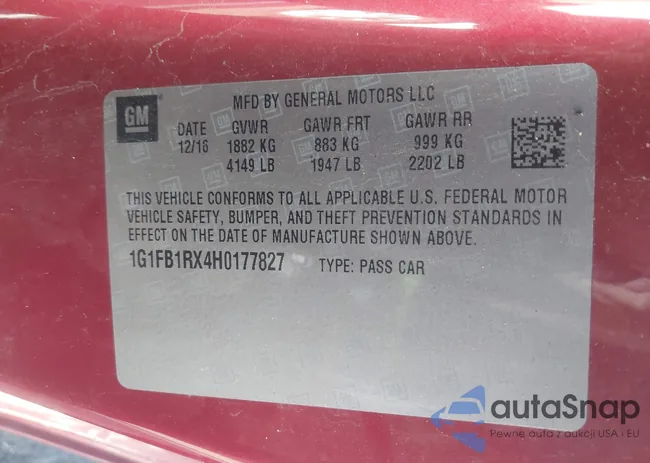 GM
MFD BY GENERAL MOTORS LLC
DATE GVWR GAWR FRT GAWR RR
12/16 1882 KG 883 KG 999 KG
4149 LB 1947 LB 2202 LB
THIS VEHICLE CONFORMS TO ALL APPLICABLE U.S. FEDERAL MOTOR
VEHICLE SAFETY, BUMPER, AND THEFT PREVENTION STANDARDS IN
EFFECT ON THE DATE OF MANUFACTURE SHOWN ABOVE.
1G1FB1RX4H0177827 TYPE: PASS CAR
autaSnap
Pewne auta z aukcji USA i EU